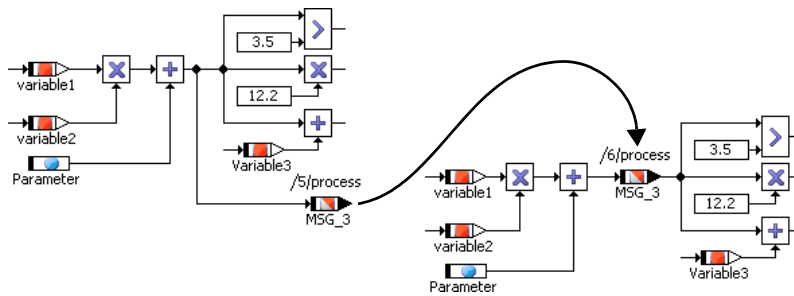 3.5
variable1
12.2
variable2
Variable3
Parameter
/5/process
MSG_3
/6/process
3.5
variable1
MSG_3
12.2
variable2
Variable3
Parameter